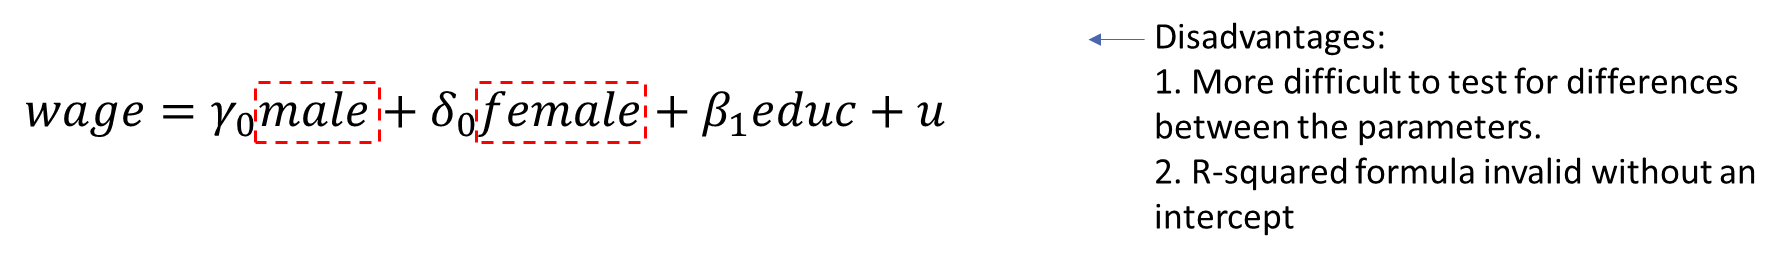 wage = γ₀male + δ₀female + β₁educ + u
Disadvantages:
1. More difficult to test for differences
between the parameters.
2. R-squared formula invalid without an
intercept